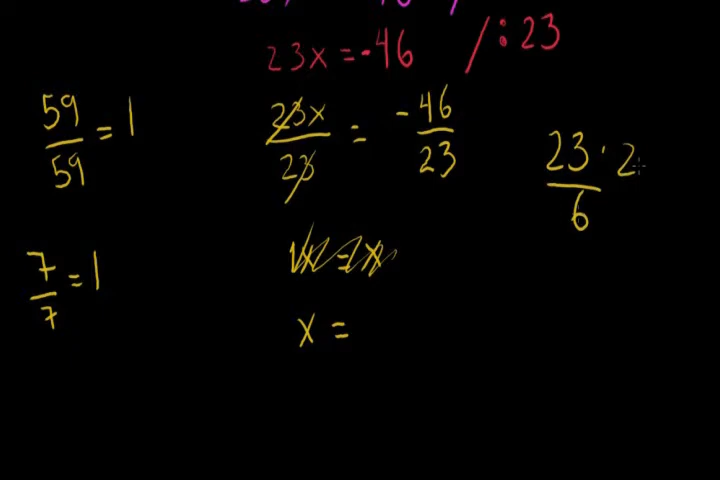 23x = -46 / : 23
59/59 = 1
23x/23 = -46/23
23 · 2/6
7/7 = 1
x =